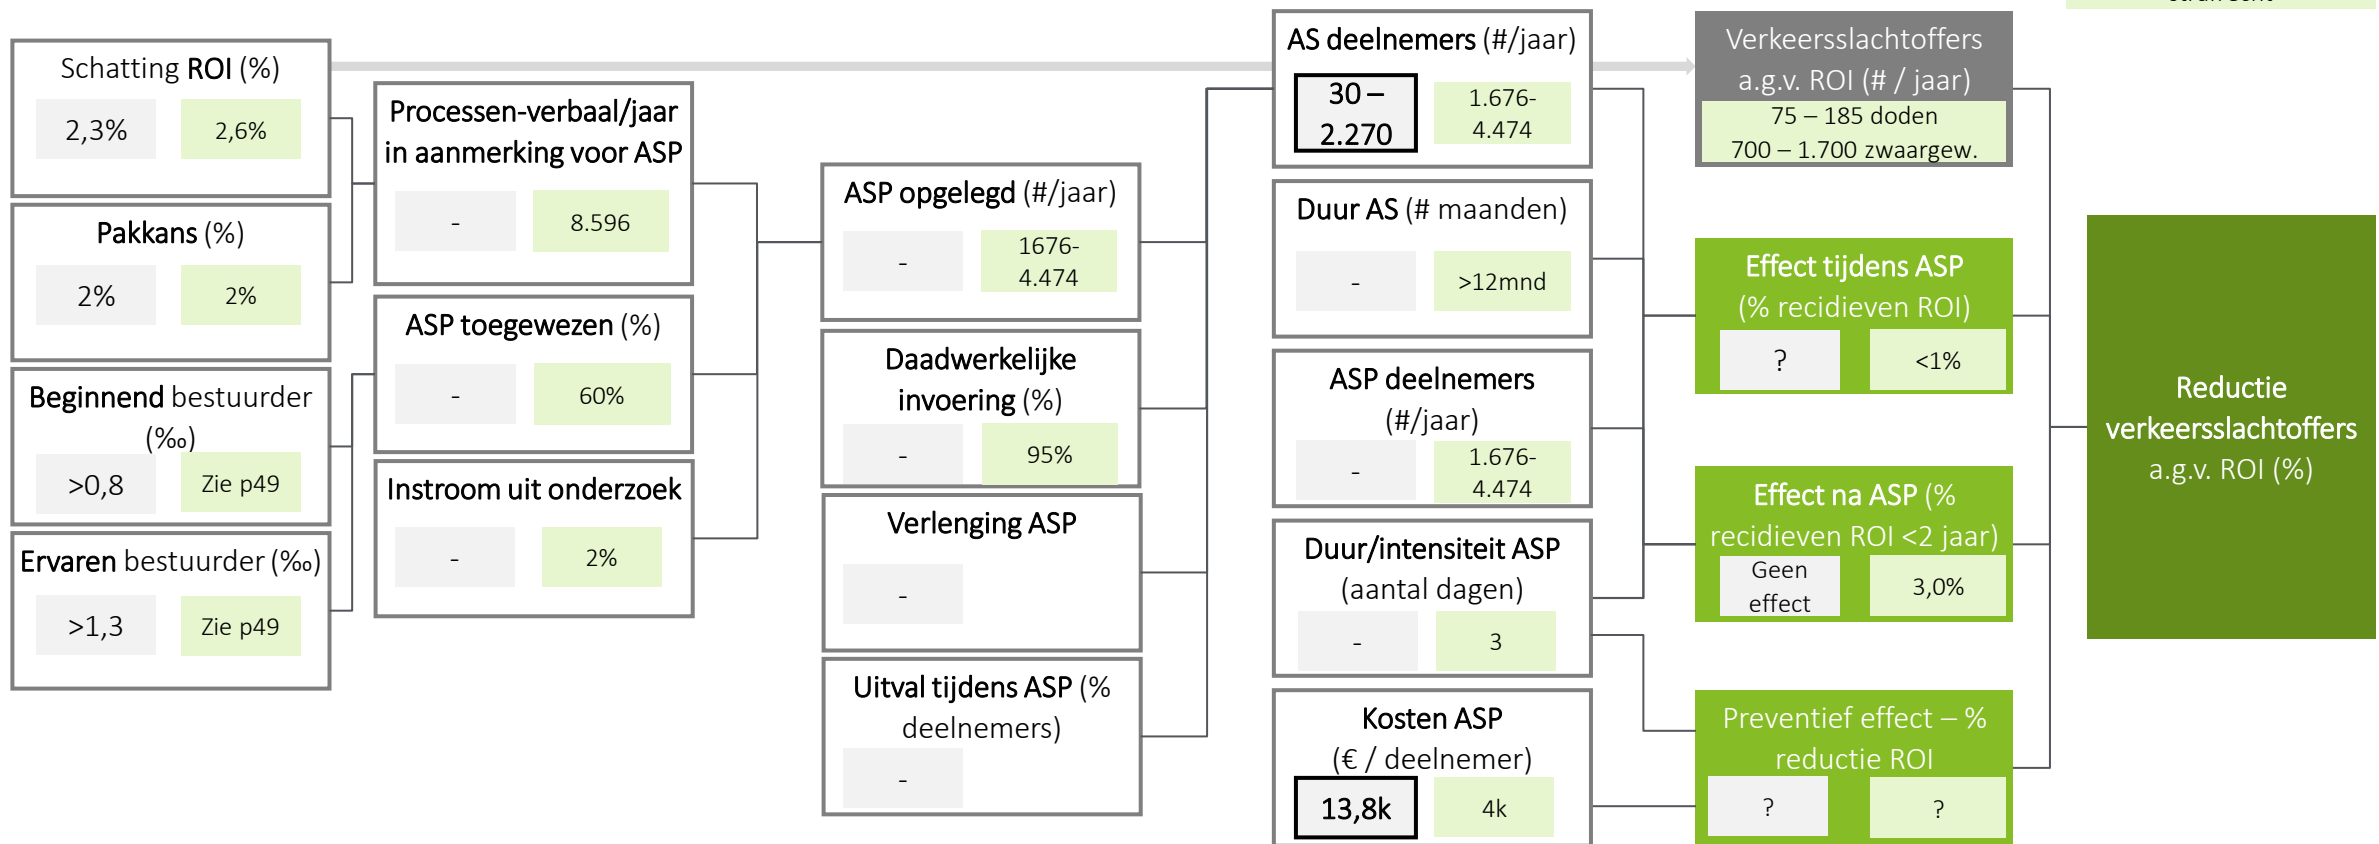 Schatting ROI (%)
2,3%
2,6%
Pakkans (%)
2%
2%
Beginnend bestuurder
(‰)
>0,8
Zie p49
Ervaren bestuurder (‰)
>1,3
Zie p49
Processen-verbaal/jaar
in aanmerking voor ASP
-
8.596
ASP toegewezen (%)
-
60%
Instroom uit onderzoek
-
2%
ASP opgelegd (#/jaar)
-
1676-
4.474
Daadwerkelijke
invoering (%)
-
95%
Verlenging ASP
-
Uitval tijdens ASP (%
deelnemers)
-
AS deelnemers (#/jaar)
30 –
2.270
1.676-
4.474
Duur AS (# maanden)
-
>12mnd
ASP deelnemers
(#/jaar)
-
1.676-
4.474
Duur/intensiteit ASP
(aantal dagen)
-
3
Kosten ASP
(€ / deelnemer)
13,8k
4k
Verkeersslachtoffers
a.g.v. ROI (# / jaar)
75 – 185 doden
700 – 1.700 zwaargew.
Effect tijdens ASP
(% recidieven ROI)
?
<1%
Effect na ASP (%
recidieven ROI <2 jaar)
Geen
effect
3,0%
Preventief effect – %
reductie ROI
?
?
Reductie
verkeersslachtoffers
a.g.v. ROI (%)